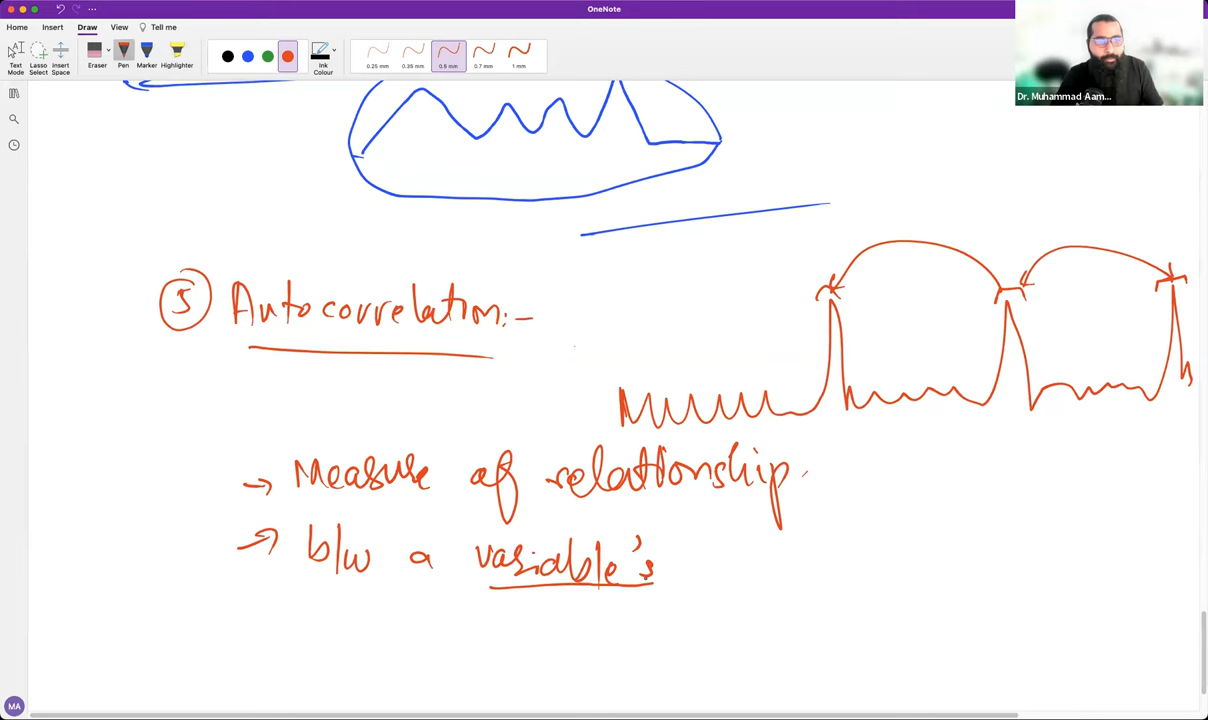 OneNote
Home Insert Draw View Tell me
Text Mode
Lasso Select
Insert Space
Eraser
Pen
Marker
Highlighter
Ink Colour
0.25 mm
0.35 mm
0.5 mm
0.7 mm
1 mm
Dr. Muhammad Aam...
5 Autocorrelation:-
→ Measure of relationship
→ b/w a variable's
MA